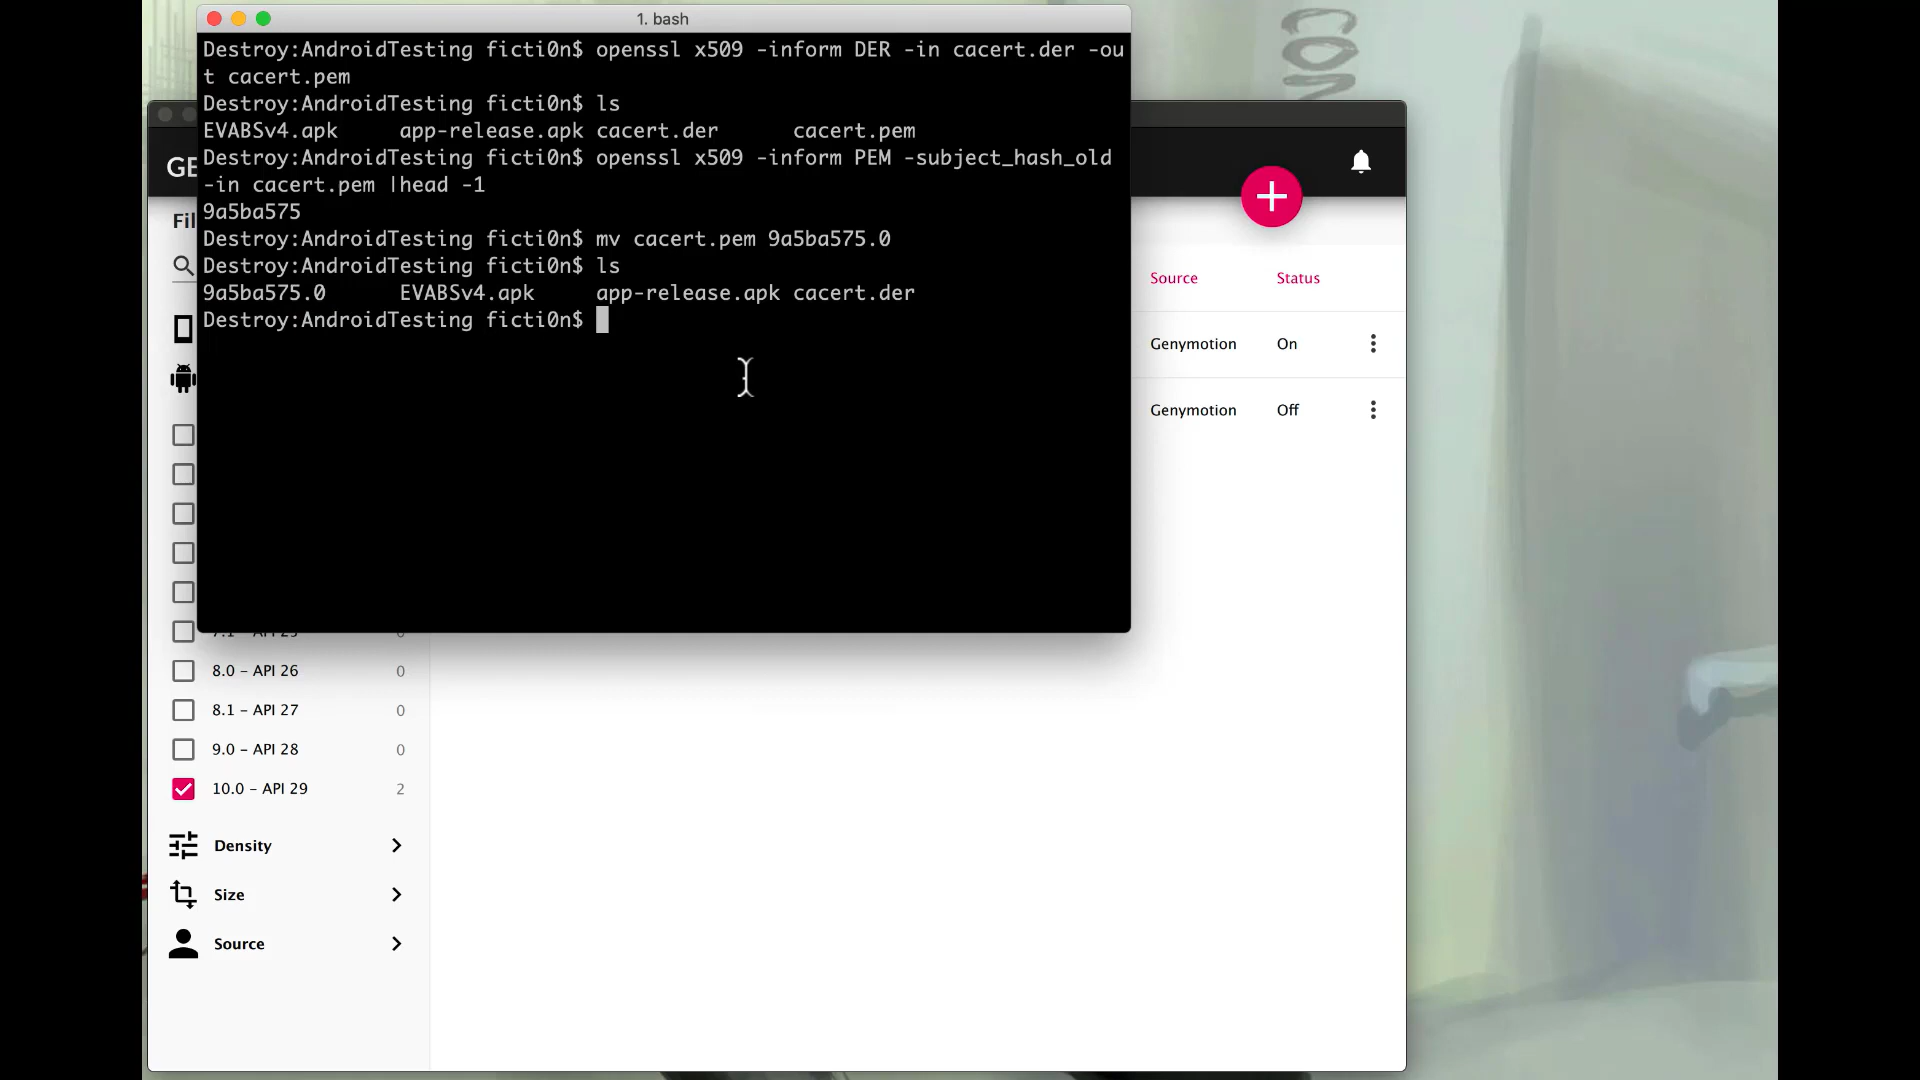 1. bash
Destroy:AndroidTesting ficti0n$ openssl x509 -inform DER -in cacert.der -ou
t cacert.pem
Destroy:AndroidTesting ficti0n$ ls
EVABSv4.apk app-release.apk cacert.der cacert.pem
Destroy:AndroidTesting ficti0n$ openssl x509 -inform PEM -subject_hash_old
-in cacert.pem |head -1
9a5ba575
Destroy:AndroidTesting ficti0n$ mv cacert.pem 9a5ba575.0
Destroy:AndroidTesting ficti0n$ ls
9a5ba575.0 EVABSv4.apk app-release.apk cacert.der
Destroy:AndroidTesting ficti0n$
GE
Fil
Source Status
Genymotion On
Genymotion Off
8.0 – API 26 0
8.1 – API 27 0
9.0 – API 28 0
10.0 – API 29 2
Density
Size
Source